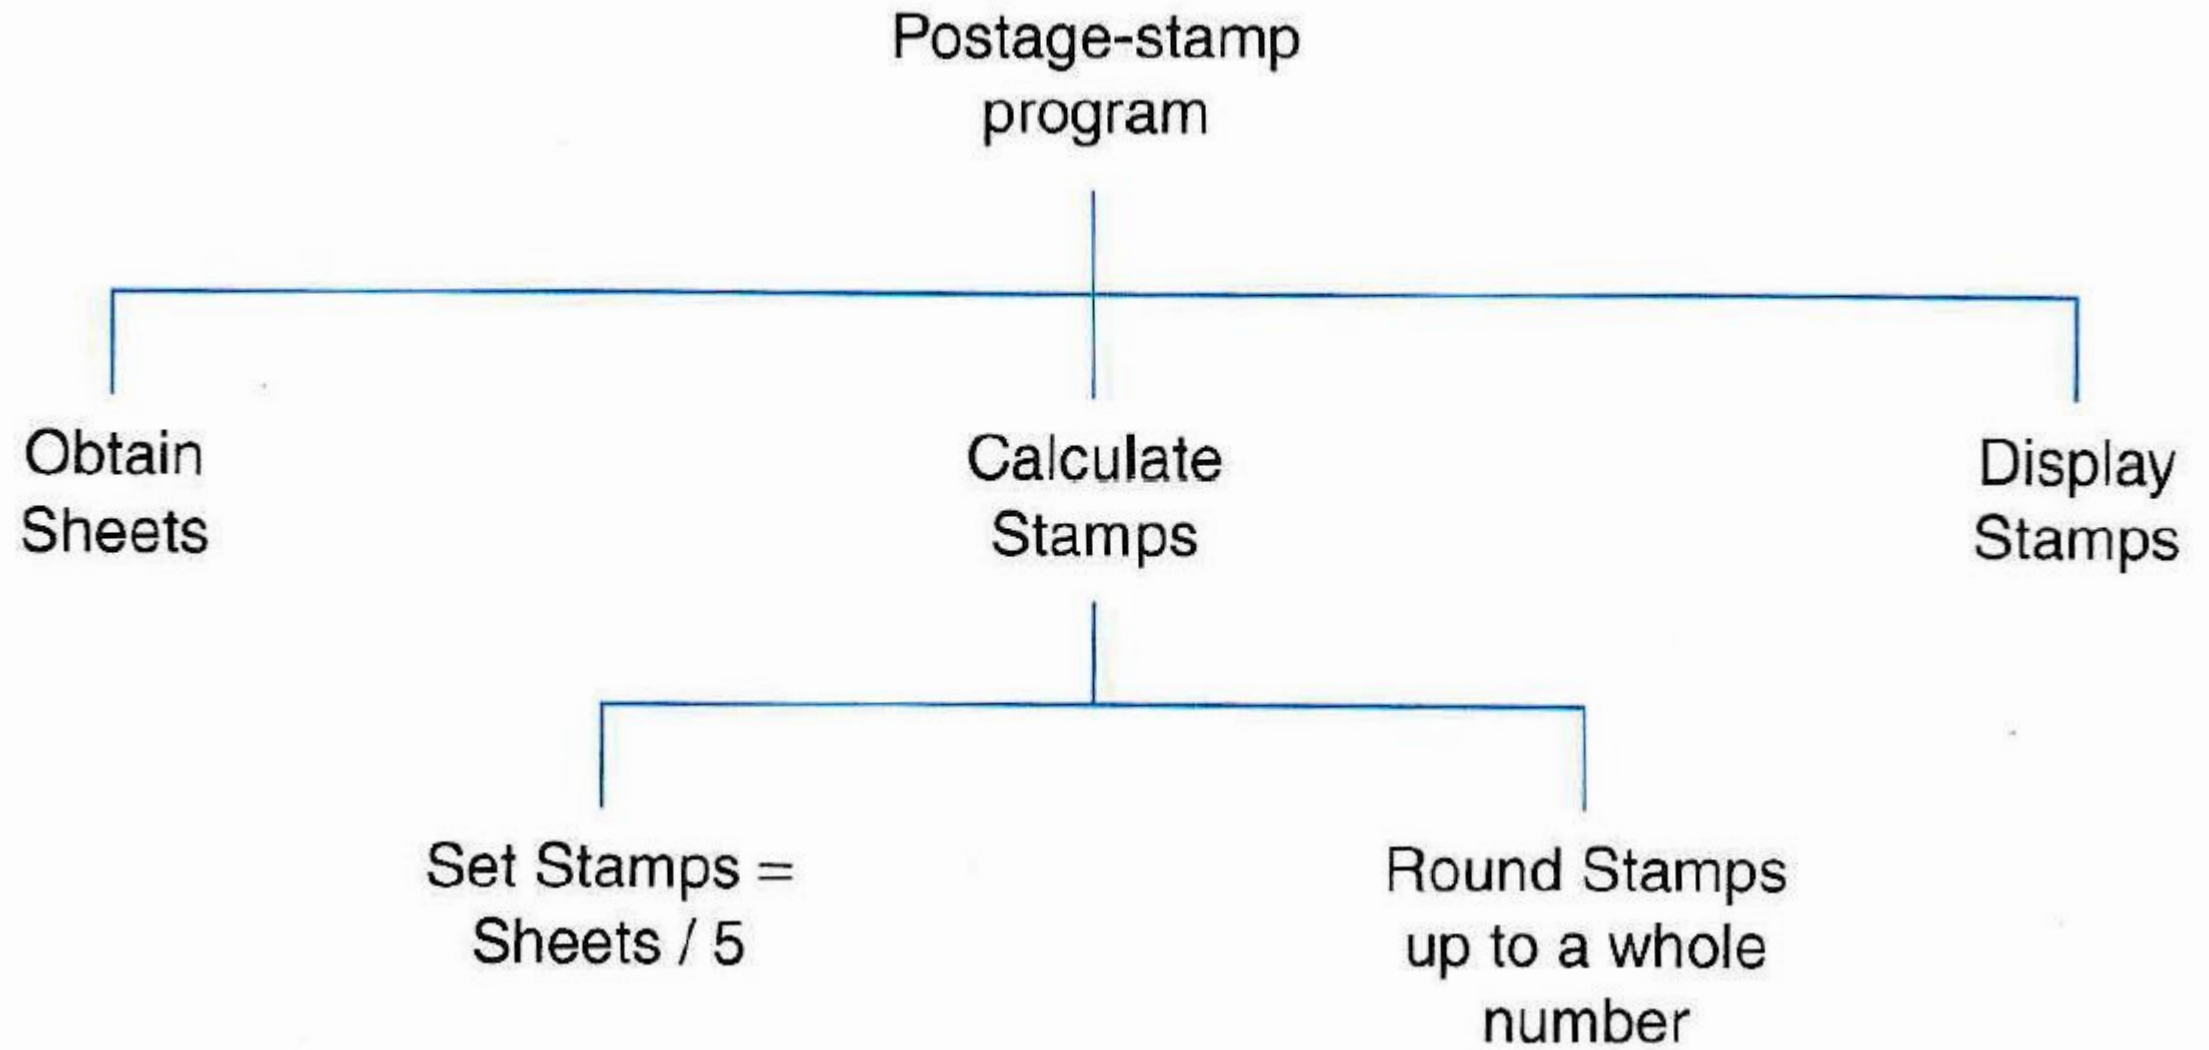 Postage-stamp
program
Obtain
Sheets
Calculate
Stamps
Display
Stamps
Set Stamps =
Sheets / 5
Round Stamps
up to a whole
number